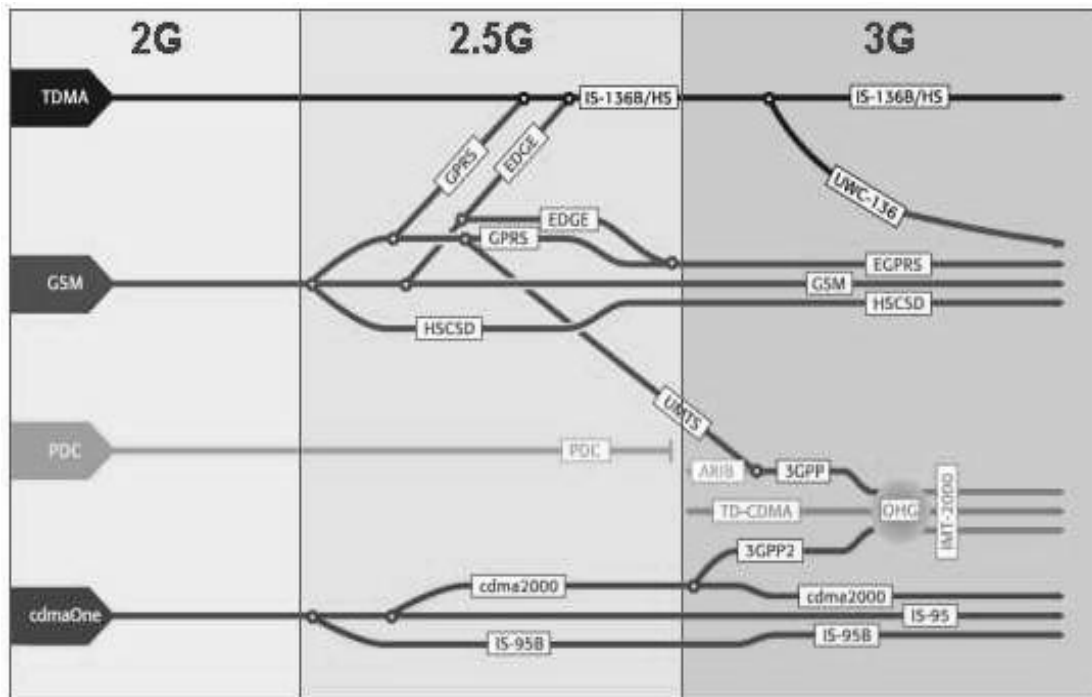 2G 2.5G 3G
TDMA IS-136B/HS IS-136B/HS
GPRS EDGE UWC-136
EDGE
GPRS
EGPRS
GSM GSM
HSCSD HSCSD
UMTS
PDC PDC
ARIB 3GPP
TD-CDMA OHG IMT-2000
3GPP2
cdma2000 cdma2000
cdmaOne IS-95
IS-95B IS-95B